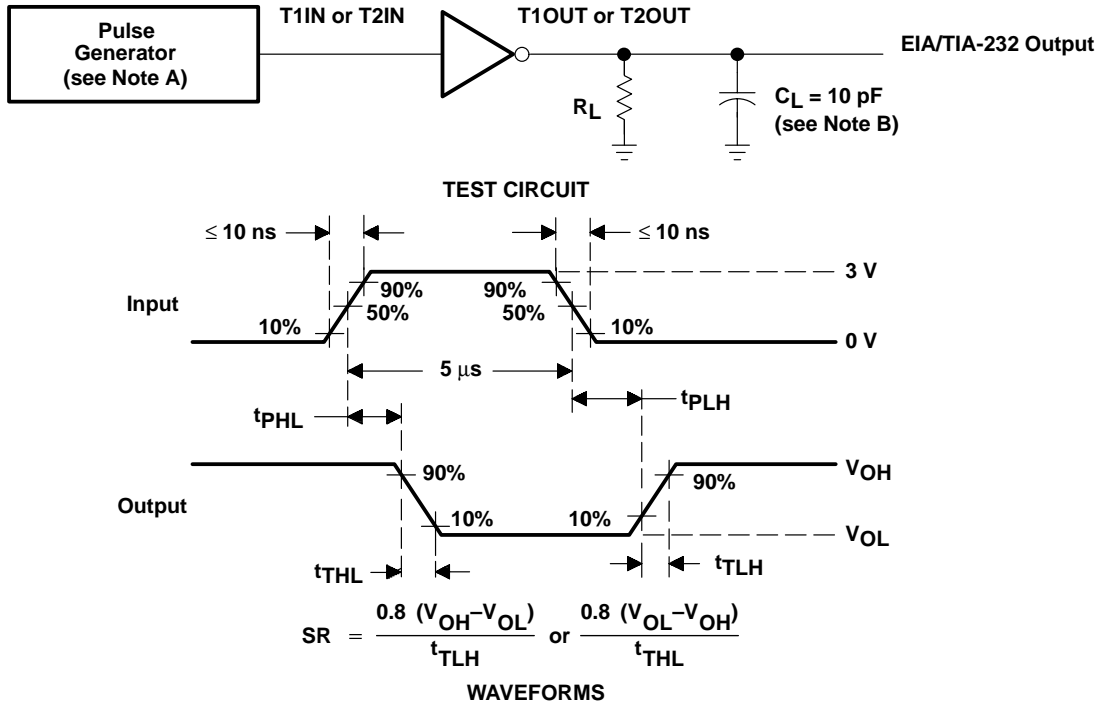 T1IN or T2IN
T1OUT or T2OUT
Pulse
Generator
(see Note A)
EIA/TIA-232 Output
RL
CL = 10 pF
(see Note B)
TEST CIRCUIT
≤ 10 ns
≤ 10 ns
3 V
Input
90%
90%
50%
50%
10%
10%
0 V
5 μs
tPHL
tPLH
VOH
90%
90%
Output
10%
10%
VOL
tTHL
tTLH
SR = 0.8 (VOH–VOL) / tTLH or 0.8 (VOL–VOH) / tTHL
WAVEFORMS